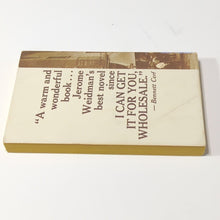 "A warm and
wonderful
book...
Jerome
Weidman's
best novel
since
I CAN GET
IT FOR YOU,
WHOLESALE."
— Bennett Cerf